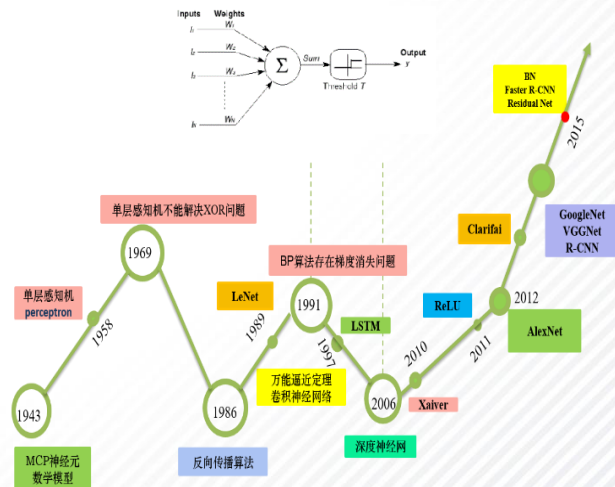 Inputs Weights
I₁ W₁
I₂ W₂
I₃ W₃
Iₙ Wₙ
Σ
Sum
Threshold T
Output
y
BN
Faster R-CNN
Residual Net
2015
GoogleNet
VGGNet
R-CNN
Clarifai
2012
AlexNet
ReLU
2011
2010
Xaiver
单层感知机不能解决XOR问题
1969
单层感知机
perceptron
1958
1943
MCP神经元
数学模型
BP算法存在梯度消失问题
1991
LeNet
1989
万能逼近定理
卷积神经网络
1986
反向传播算法
LSTM
1997
2006
深度神经网